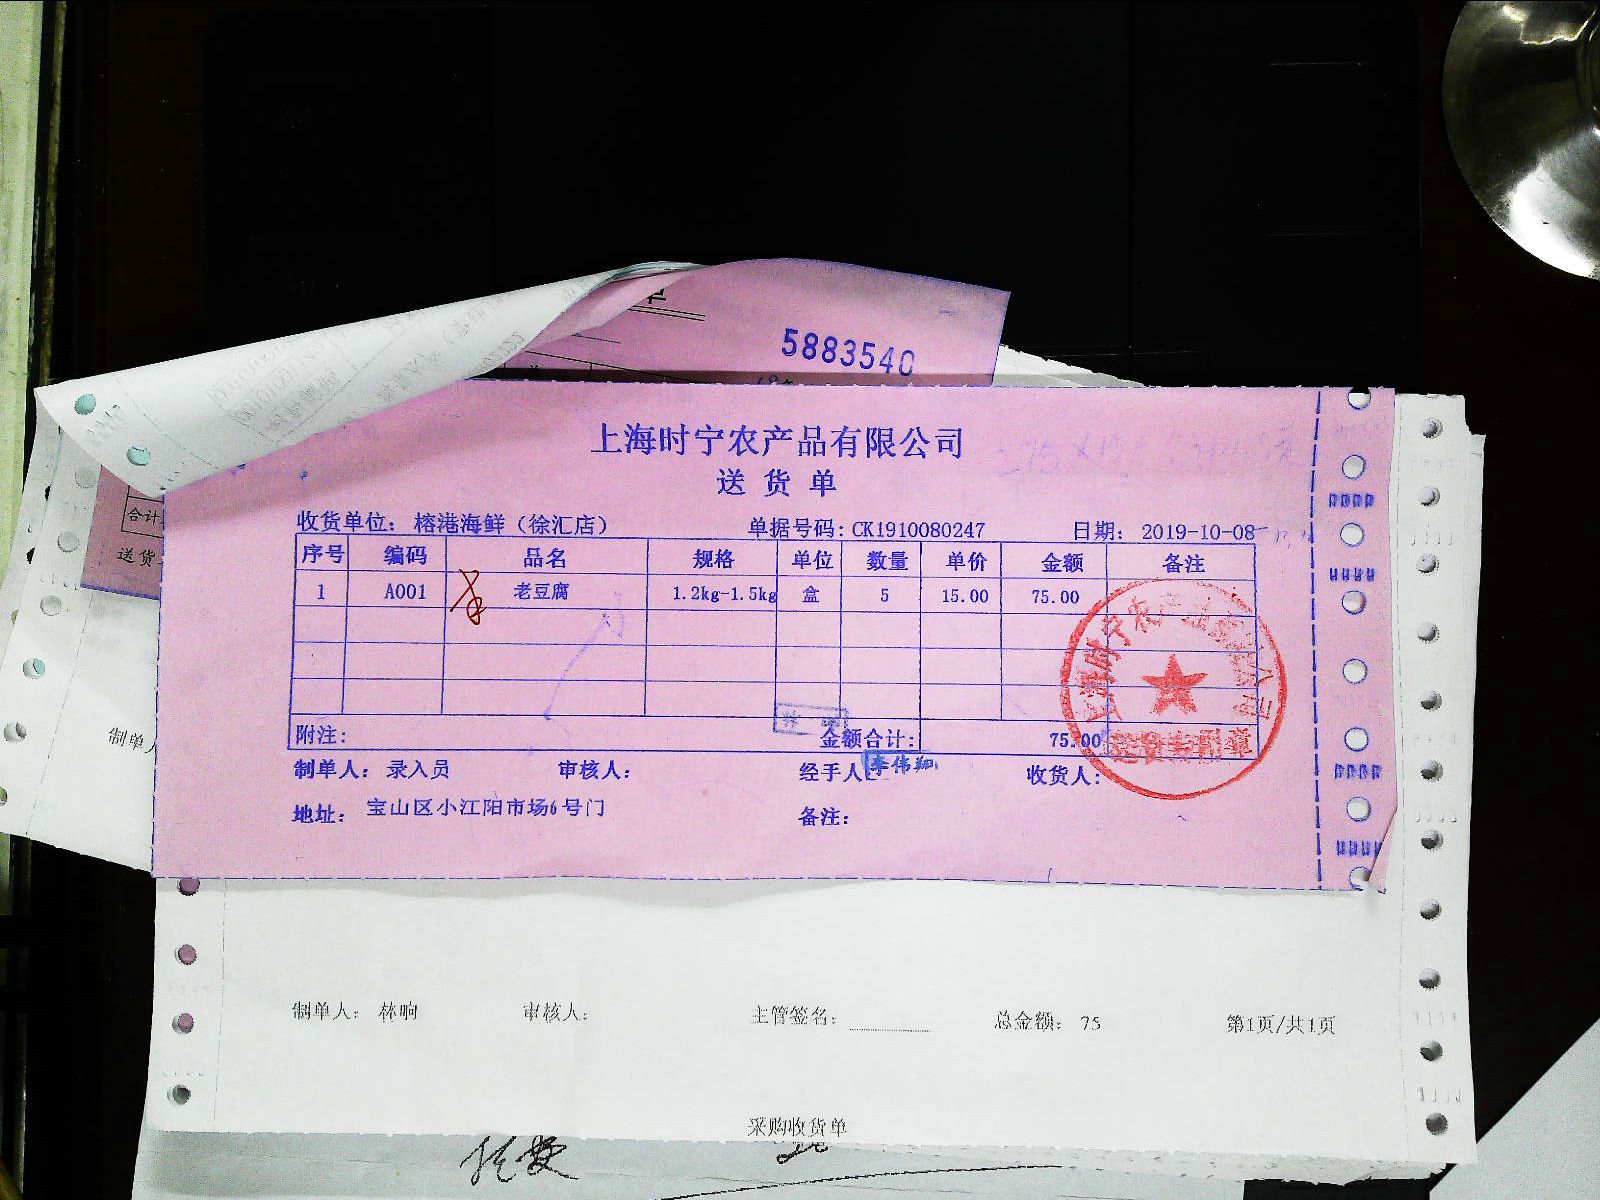 5883540
上海时宁农产品有限公司
送货单
收货单位：榕港海鲜（徐汇店） 单据号码：CK1910080247 日期：2019-10-08
序号 编码 品名 规格 单位 数量 单价 金额 备注
1 A001 老豆腐 1.2kg-1.5kg 盒 5 15.00 75.00
附注： 金额合计： 75.00
制单人：录入员 审核人： 经手人： 李伟翔 收货人：
地址：宝山区小江阳市场6号门 备注：
合计
送货
制单人
制单人：林响 审核人： 主管签名： 总金额：75 第1页/共1页
采购收货单